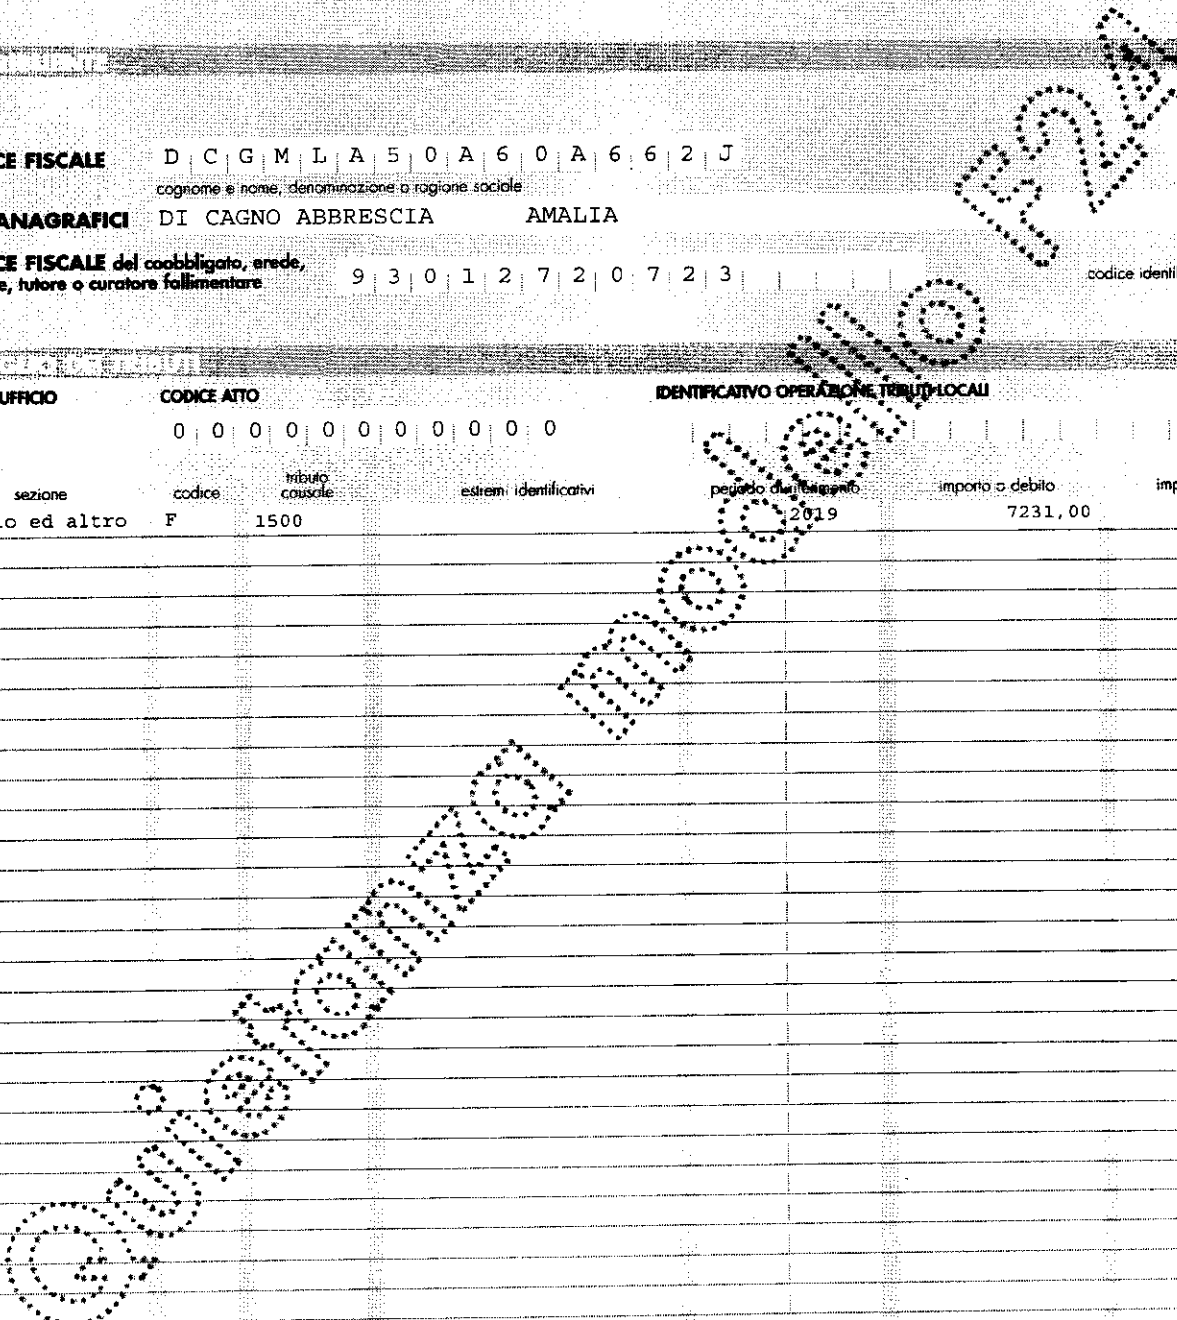 CE FISCALE D C G M L A 5 0 A 6 0 A 6 6 2 J
cognome e nome, denominazione o ragione sociale
ANAGRAFICI DI CAGNO ABBRESCIA AMALIA
CE FISCALE del coobbligato, erede,
e, tutore o curatore fallimentare 9 3 0 1 2 7 2 0 7 2 3
codice identi
UFFICIO CODICE ATTO IDENTIFICATIVO OPERAZIONE TRIBUTI LOCALI
0 0 0 0 0 0 0 0 0 0 0
sezione codice tributo causale estremi identificativi periodo di riferimento importo a debito imp
o ed altro F 1500 2019 7231,00
Quietanza modello F24